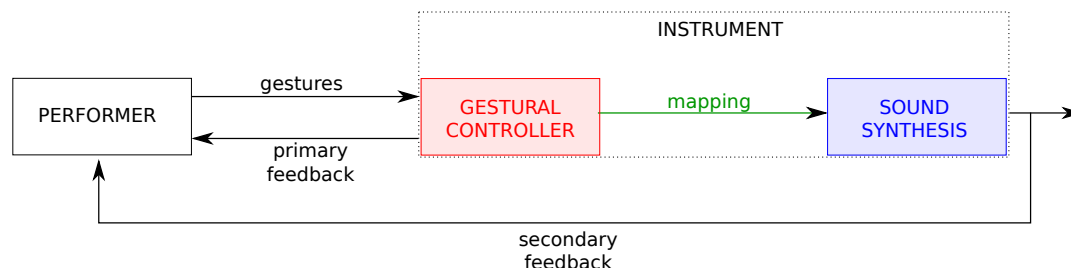 INSTRUMENT
gestures
PERFORMER
GESTURAL
CONTROLLER
mapping
SOUND
SYNTHESIS
primary
feedback
secondary
feedback